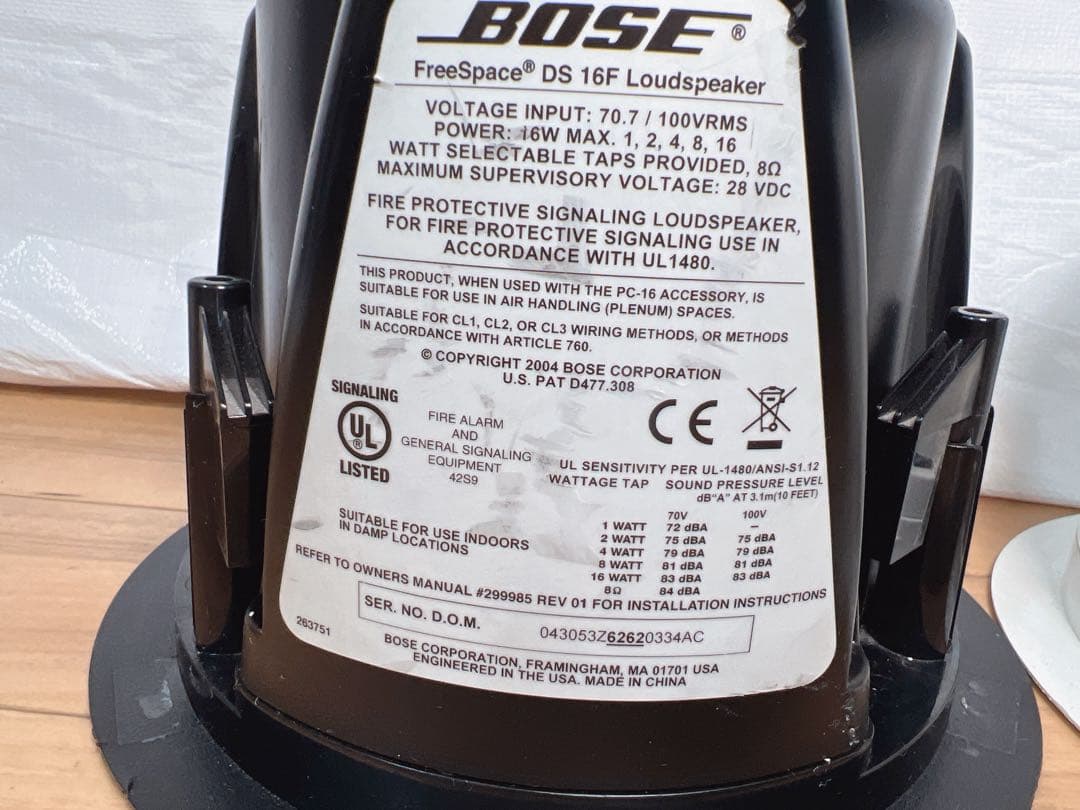 BOSE®
FreeSpace® DS 16F Loudspeaker
VOLTAGE INPUT: 70.7 / 100VRMS
POWER: 16W MAX. 1, 2, 4, 8, 16
WATT SELECTABLE TAPS PROVIDED, 8Ω
MAXIMUM SUPERVISORY VOLTAGE: 28 VDC
FIRE PROTECTIVE SIGNALING LOUDSPEAKER,
FOR FIRE PROTECTIVE SIGNALING USE IN
ACCORDANCE WITH UL1480.
THIS PRODUCT, WHEN USED WITH THE PC-16 ACCESSORY, IS
SUITABLE FOR USE IN AIR HANDLING (PLENUM) SPACES.
SUITABLE FOR CL1, CL2, OR CL3 WIRING METHODS, OR METHODS
IN ACCORDANCE WITH ARTICLE 760.
© COPYRIGHT 2004 BOSE CORPORATION
U.S. PAT D477.308
SIGNALING
UL®
LISTED
FIRE ALARM
AND
GENERAL SIGNALING
EQUIPMENT
42S9
CE
UL SENSITIVITY PER UL-1480/ANSI-S1.12
WATTAGE TAP SOUND PRESSURE LEVEL
dB"A" AT 3.1m(10 FEET)
70V 100V
1 WATT 72 dBA –
2 WATT 75 dBA 75 dBA
4 WATT 79 dBA 79 dBA
8 WATT 81 dBA 81 dBA
16 WATT 83 dBA 83 dBA
8Ω 84 dBA
SUITABLE FOR USE INDOORS
IN DAMP LOCATIONS
REFER TO OWNERS MANUAL #299985 REV 01 FOR INSTALLATION INSTRUCTIONS
SER. NO. D.O.M. 043053Z62620334AC
263751
BOSE CORPORATION, FRAMINGHAM, MA 01701 USA
ENGINEERED IN THE USA. MADE IN CHINA